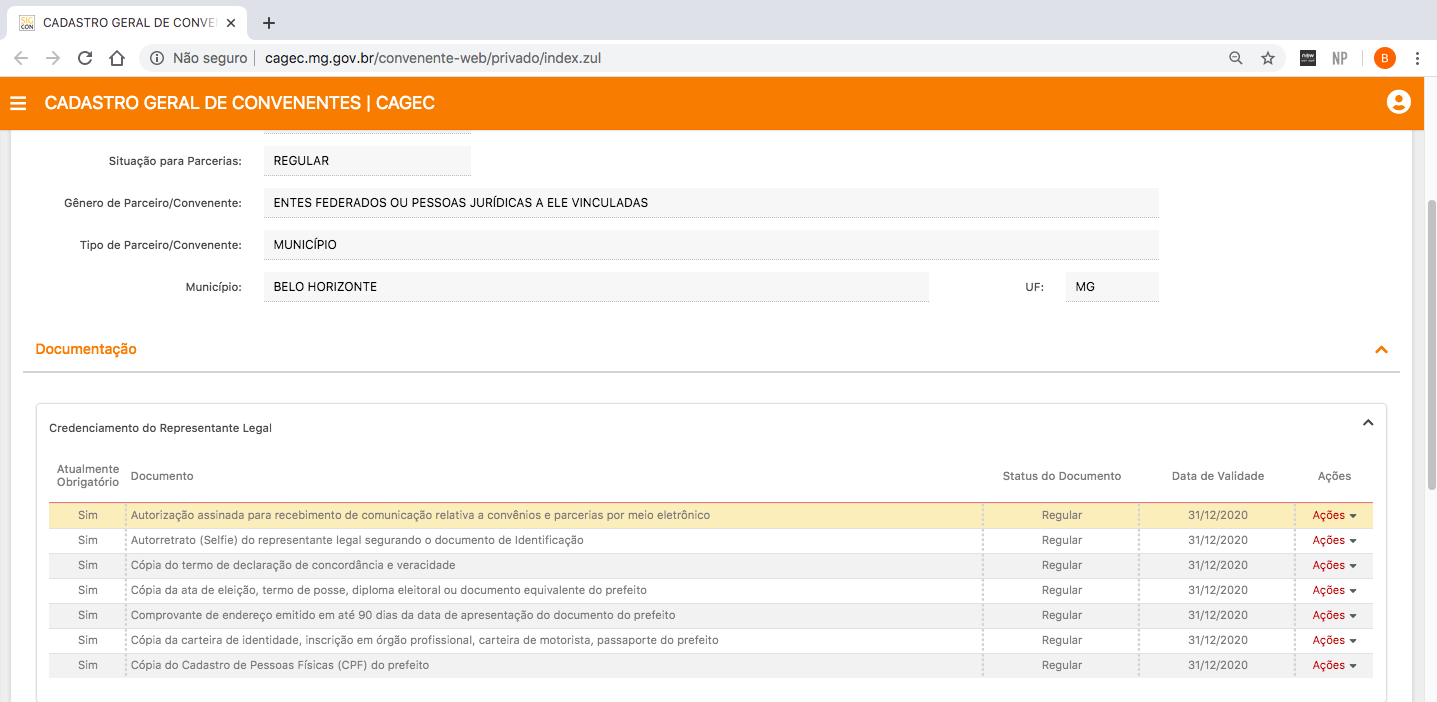 SIG
CON
CADASTRO GERAL DE CONVE
Não seguro
cagec.mg.gov.br/convenente-web/privado/index.zul
now
NP
B
CADASTRO GERAL DE CONVENENTES | CAGEC
Situação para Parcerias: REGULAR
Gênero de Parceiro/Convenente: ENTES FEDERADOS OU PESSOAS JURÍDICAS A ELE VINCULADAS
Tipo de Parceiro/Convenente: MUNICÍPIO
Município: BELO HORIZONTE UF: MG
Documentação
Credenciamento do Representante Legal
Atualmente Obrigatório Documento Status do Documento Data de Validade Ações
Sim Autorização assinada para recebimento de comunicação relativa a convênios e parcerias por meio eletrônico Regular 31/12/2020 Ações
Sim Autorretrato (Selfie) do representante legal segurando o documento de Identificação Regular 31/12/2020 Ações
Sim Cópia do termo de declaração de concordância e veracidade Regular 31/12/2020 Ações
Sim Cópia da ata de eleição, termo de posse, diploma eleitoral ou documento equivalente do prefeito Regular 31/12/2020 Ações
Sim Comprovante de endereço emitido em até 90 dias da data de apresentação do documento do prefeito Regular 31/12/2020 Ações
Sim Cópia da carteira de identidade, inscrição em órgão profissional, carteira de motorista, passaporte do prefeito Regular 31/12/2020 Ações
Sim Cópia do Cadastro de Pessoas Físicas (CPF) do prefeito Regular 31/12/2020 Ações